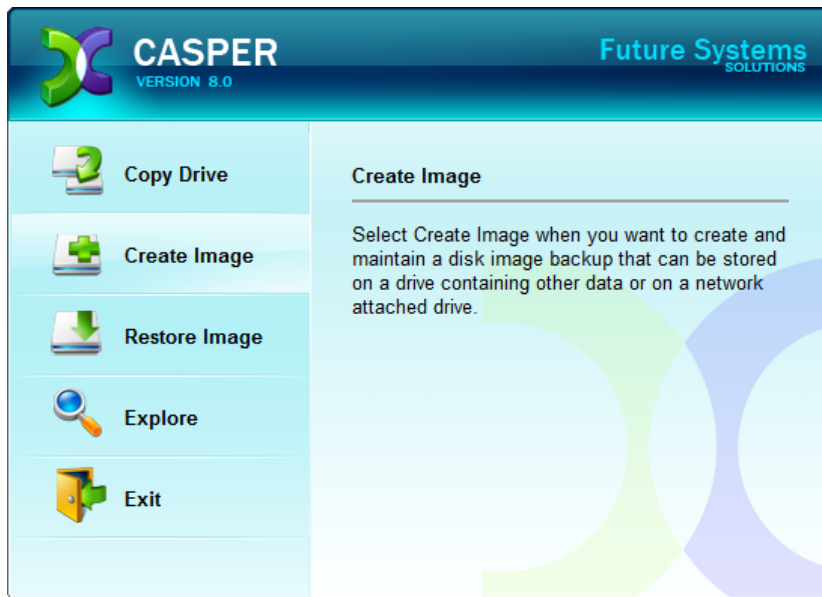 CASPER
VERSION 8.0
Future Systems
SOLUTIONS
Copy Drive
Create Image
Restore Image
Explore
Exit
Create Image
Select Create Image when you want to create and
maintain a disk image backup that can be stored
on a drive containing other data or on a network
attached drive.